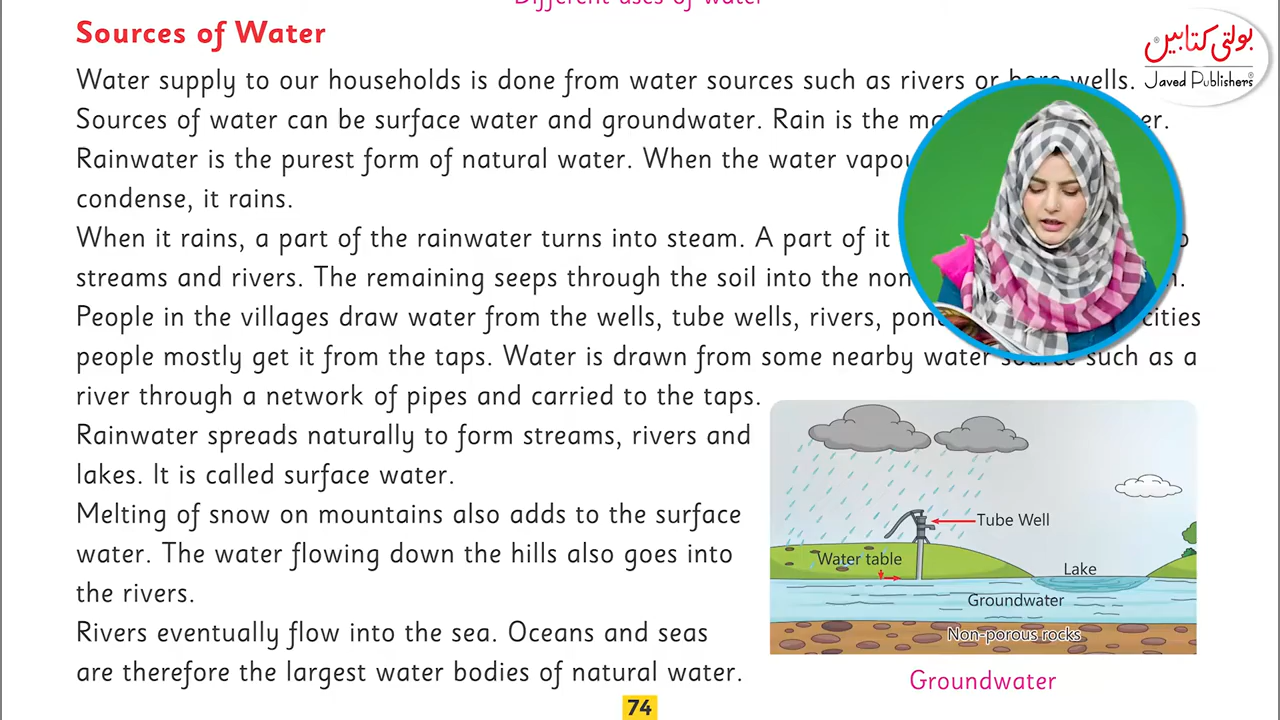 Different uses of water
Sources of Water
بولتی کتابیں
Javed Publishers
Water supply to our households is done from water sources such as rivers or bore wells.
Sources of water can be surface water and groundwater. Rain is the
Rainwater is the purest form of natural water. When the water
condense, it rains.
When it rains, a part of the rainwater turns into steam. A part of it
streams and rivers. The remaining seeps through the soil into the
People in the villages draw water from the wells, tube wells, rivers, cities
people mostly get it from the taps. Water is drawn from some nearby water source such as a
river through a network of pipes and carried to the taps.
Rainwater spreads naturally to form streams, rivers and
lakes. It is called surface water.
Melting of snow on mountains also adds to the surface
water. The water flowing down the hills also goes into
the rivers.
Rivers eventually flow into the sea. Oceans and seas
are therefore the largest water bodies of natural water.
Tube Well
Water table
Lake
Groundwater
Non-porous rocks
Groundwater
74